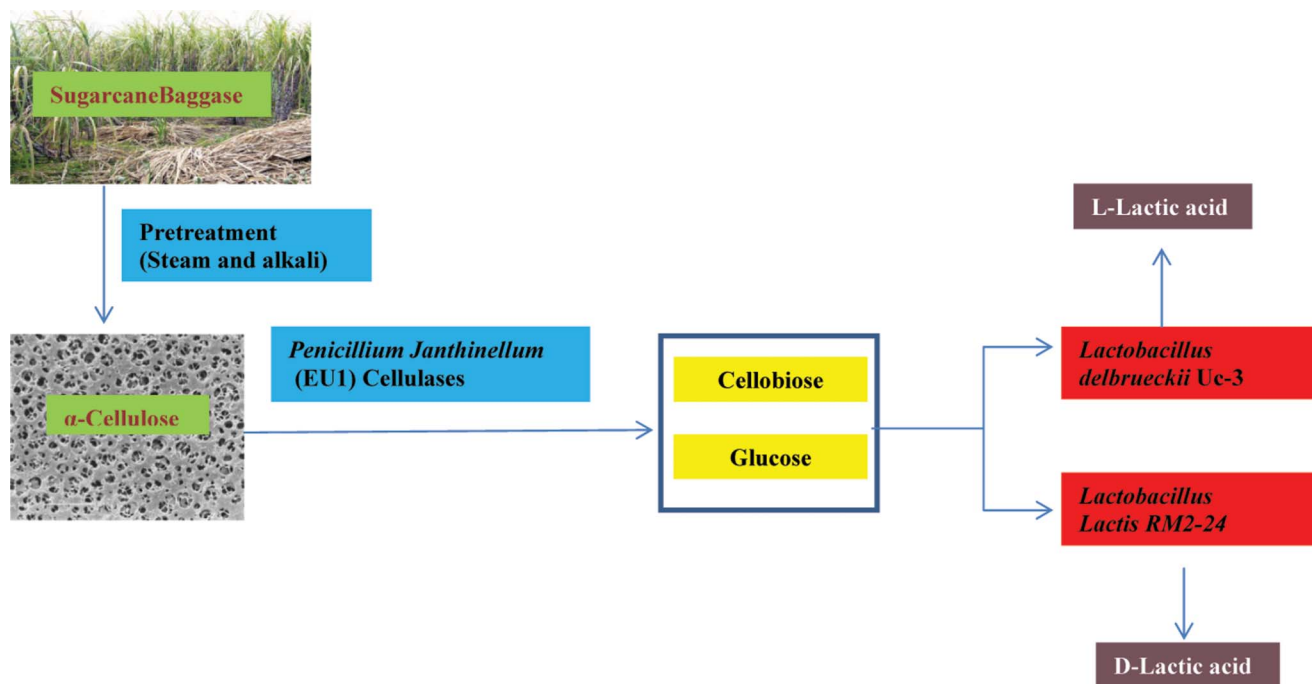 SugarcaneBaggase
Pretreatment
(Steam and alkali)
α-Cellulose
Penicillium Janthinellum
(EU1) Cellulases
Cellobiose
Glucose
L-Lactic acid
Lactobacillus
delbrueckii Uc-3
Lactobacillus
Lactis RM2-24
D-Lactic acid